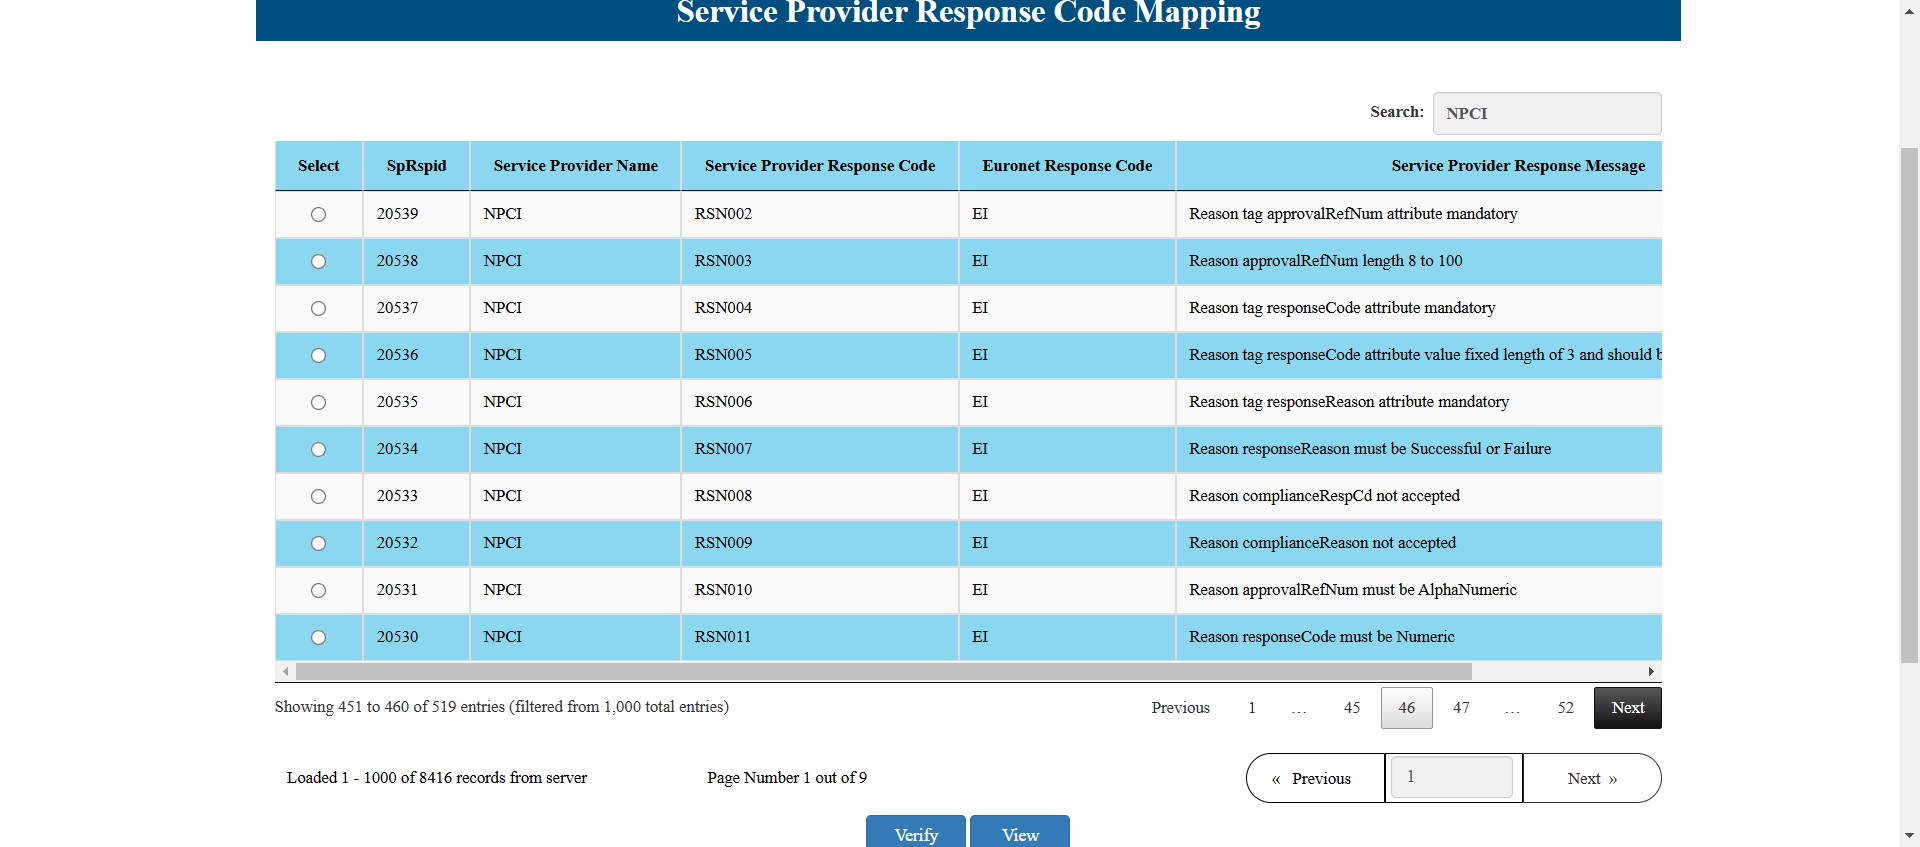 Service Provider Response Code Mapping
Search: NPCI
Select SpRspid Service Provider Name Service Provider Response Code Euronet Response Code Service Provider Response Message
20539 NPCI RSN002 EI Reason tag approvalRefNum attribute mandatory
20538 NPCI RSN003 EI Reason approvalRefNum length 8 to 100
20537 NPCI RSN004 EI Reason tag responseCode attribute mandatory
20536 NPCI RSN005 EI Reason tag responseCode attribute value fixed length of 3 and should
20535 NPCI RSN006 EI Reason tag responseReason attribute mandatory
20534 NPCI RSN007 EI Reason responseReason must be Successful or Failure
20533 NPCI RSN008 EI Reason complianceRespCd not accepted
20532 NPCI RSN009 EI Reason complianceReason not accepted
20531 NPCI RSN010 EI Reason approvalRefNum must be AlphaNumeric
20530 NPCI RSN011 EI Reason responseCode must be Numeric
Showing 451 to 460 of 519 entries (filtered from 1,000 total entries) Previous 1 … 45 46 47 … 52 Next
Loaded 1 - 1000 of 8416 records from server Page Number 1 out of 9 « Previous 1 Next »
Verify View